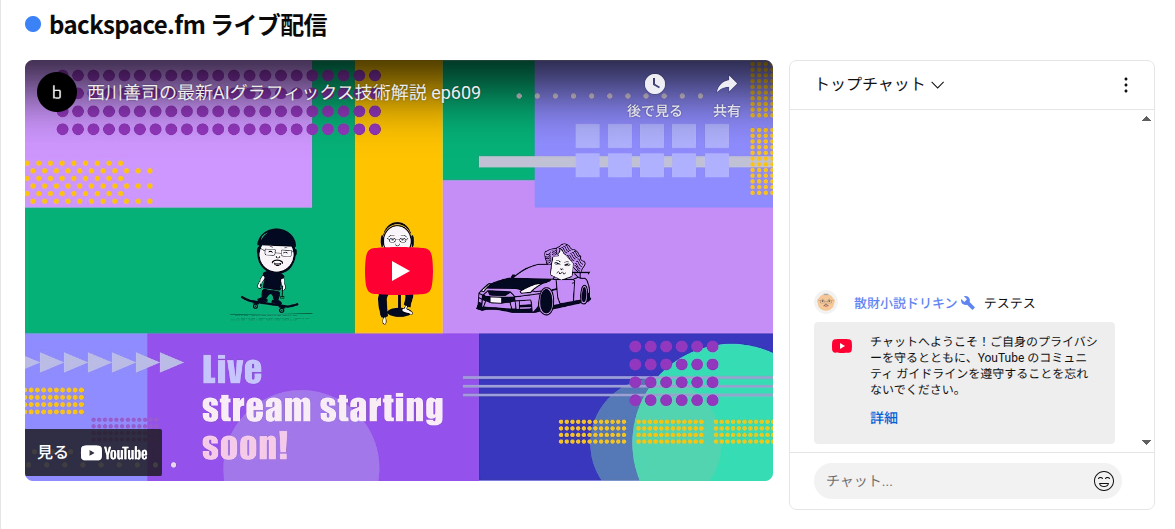 backspace.fm ライブ配信
b
西川善司の最新AIグラフィックス技術解説 ep609
後で見る
共有
Live
stream starting
soon!
見る YouTube
トップチャット
散財小説ドリキン テステス
チャットへようこそ！ご自身のプライバシ
ーを守るとともに、YouTube のコミュニ
ティ ガイドラインを遵守することを忘れ
ないでください。
詳細
チャット...